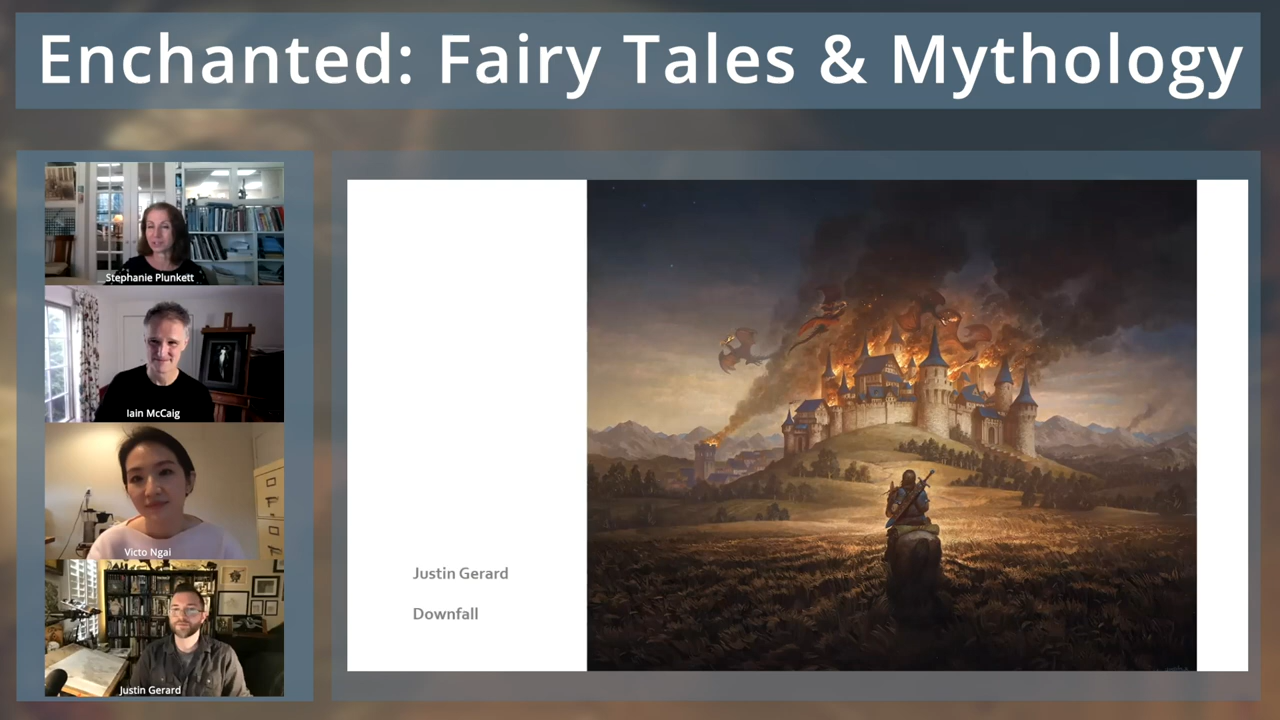 Enchanted: Fairy Tales & Mythology
Stephanie Plunkett
Iain McCaig
Victo Ngai
Justin Gerard
Justin Gerard
Downfall